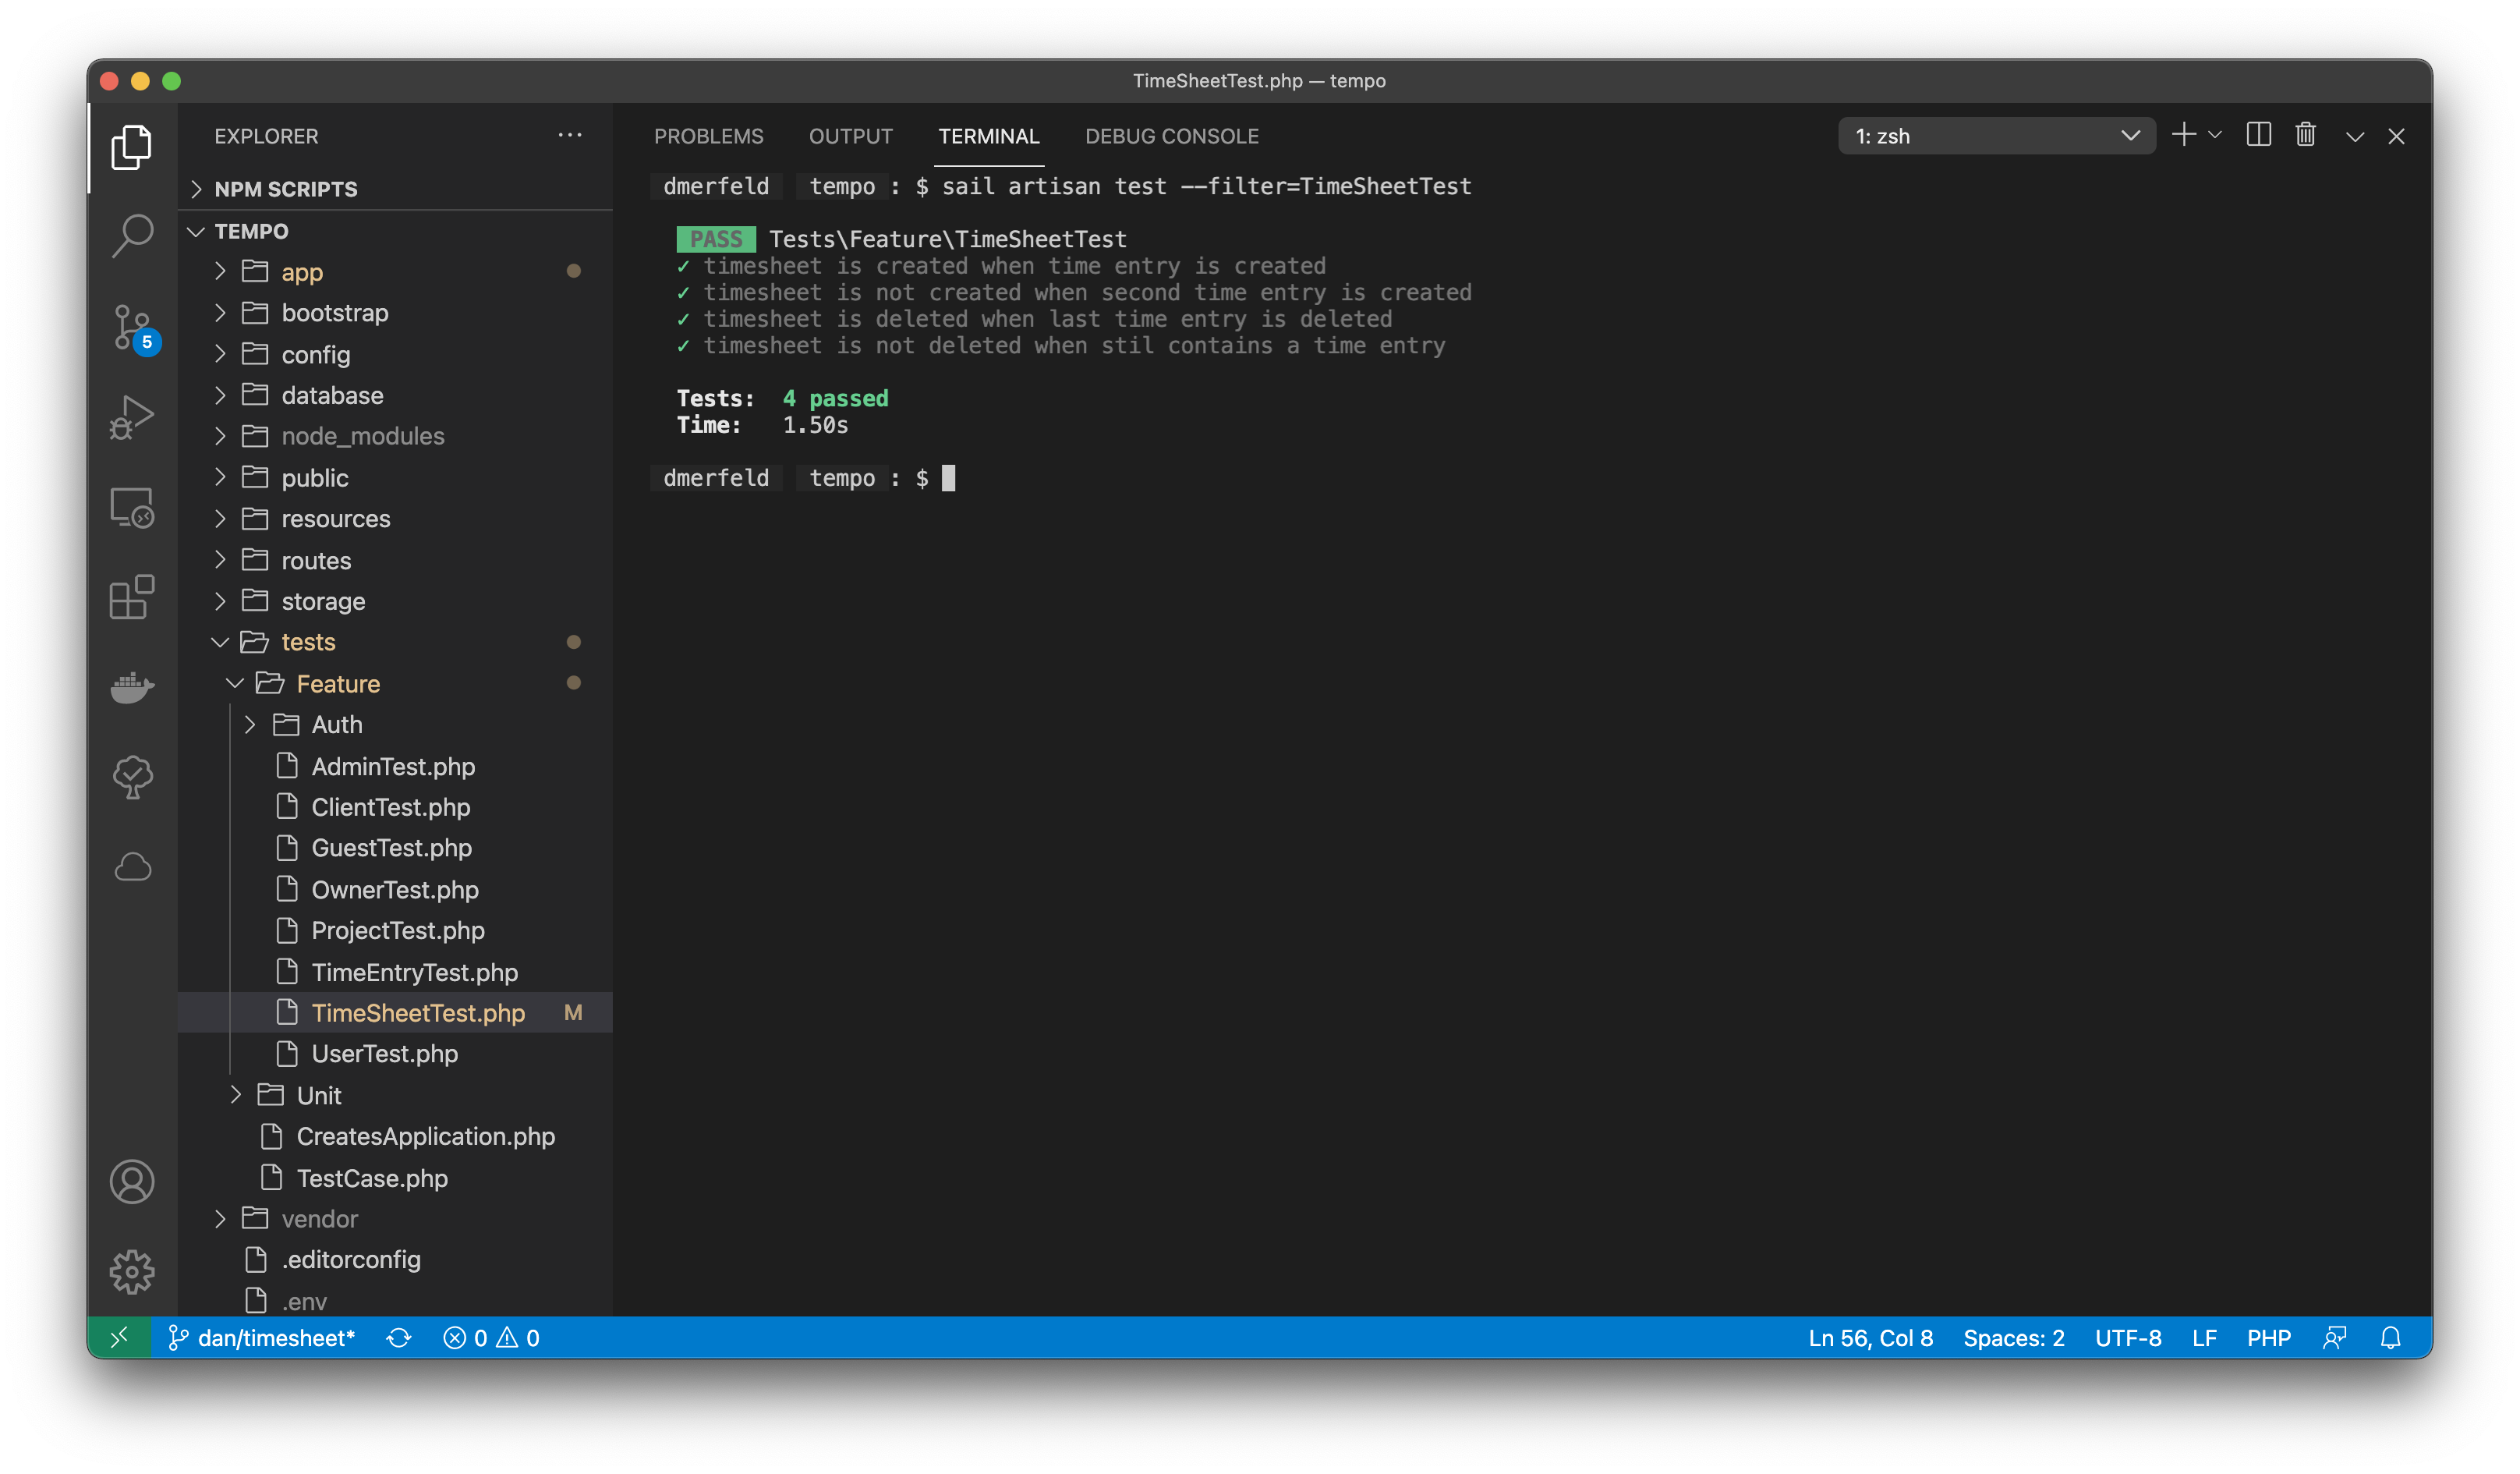 TimeSheetTest.php — tempo
EXPLORER
NPM SCRIPTS
TEMPO
app
bootstrap
config
database
node_modules
public
resources
routes
storage
tests
Feature
Auth
AdminTest.php
ClientTest.php
GuestTest.php
OwnerTest.php
ProjectTest.php
TimeEntryTest.php
TimeSheetTest.php M
UserTest.php
Unit
CreatesApplication.php
TestCase.php
vendor
.editorconfig
.env
5
PROBLEMS OUTPUT TERMINAL DEBUG CONSOLE
1: zsh
dmerfeld tempo : $ sail artisan test --filter=TimeSheetTest
PASS Tests\Feature\TimeSheetTest
✓ timesheet is created when time entry is created
✓ timesheet is not created when second time entry is created
✓ timesheet is deleted when last time entry is deleted
✓ timesheet is not deleted when stil contains a time entry
Tests: 4 passed
Time: 1.50s
dmerfeld tempo : $
dan/timesheet* 0 0
Ln 56, Col 8 Spaces: 2 UTF-8 LF PHP